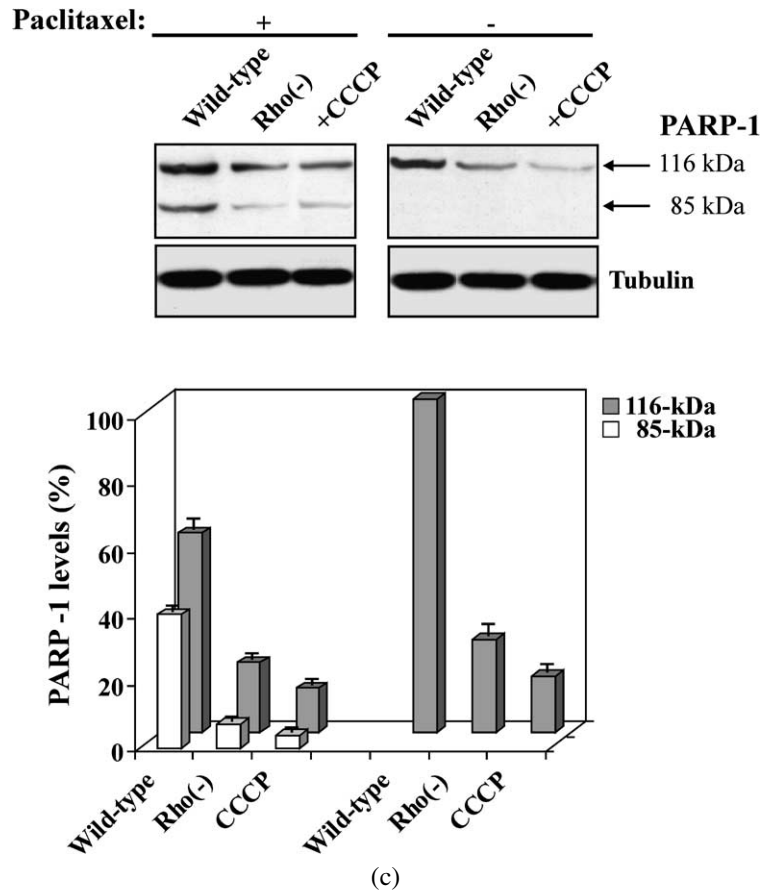 Paclitaxel: + -
Wild-type Rho(-) +CCCP Wild-type Rho(-) +CCCP
PARP-1
116 kDa
85 kDa
Tubulin
116-kDa
85-kDa
PARP -1 levels (%)
100
80
60
40
20
0
Wild-type Rho(-) CCCP Wild-type Rho(-) CCCP
(c)